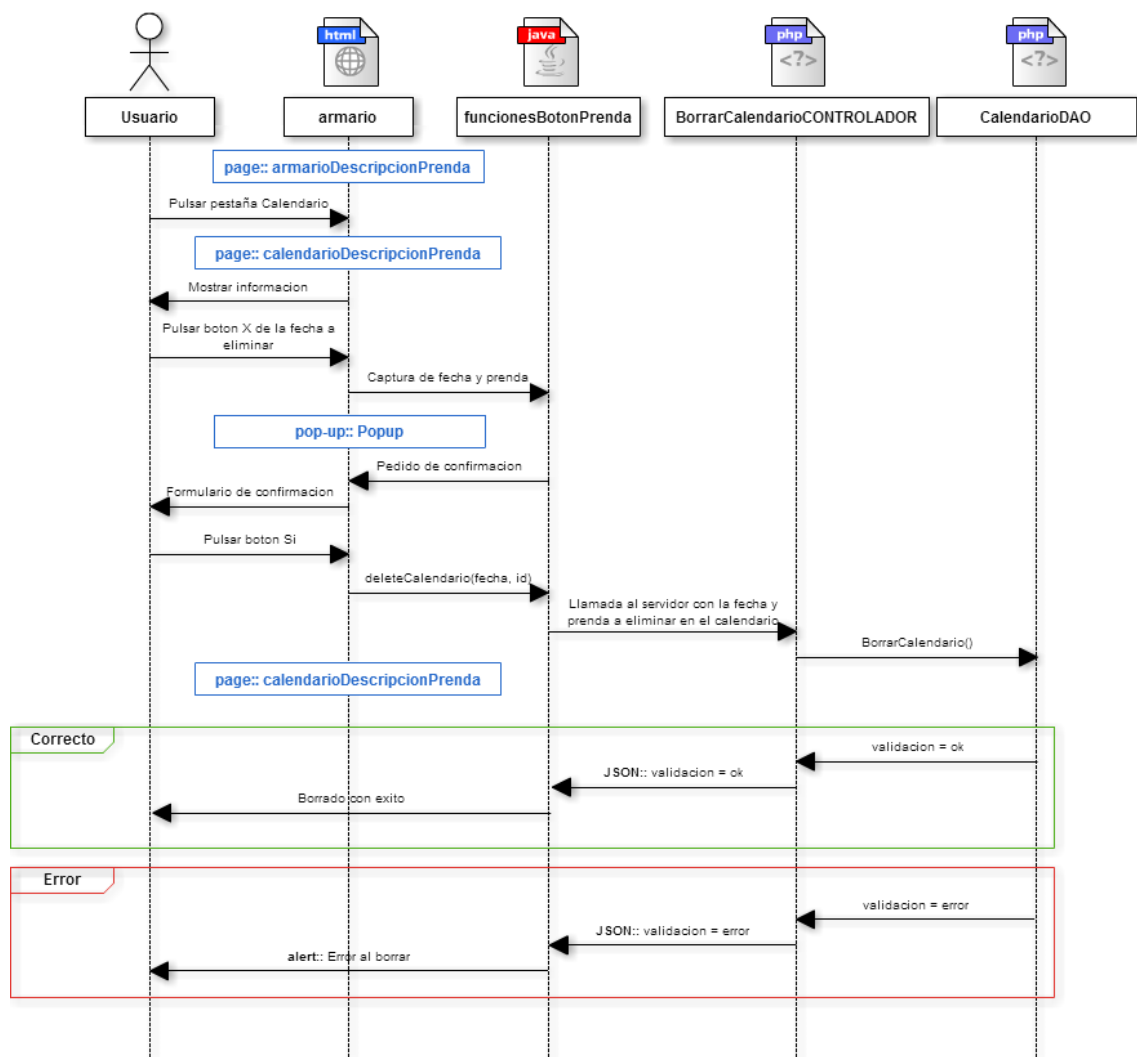 html
java
php
<?>
php
<?>
Usuario
armario
funcionesBotonPrenda
BorrarCalendarioCONTROLADOR
CalendarioDAO
page:: armarioDescripcionPrenda
Pulsar pestaña Calendario
page:: calendarioDescripcionPrenda
Mostrar informacion
Pulsar boton X de la fecha a
eliminar
Captura de fecha y prenda
pop-up:: Popup
Pedido de confirmacion
Formulario de confirmacion
Pulsar boton Si
deleteCalendario(fecha, id)
Llamada al servidor con la fecha y
prenda a eliminar en el calendario
BorrarCalendario()
page:: calendarioDescripcionPrenda
Correcto
validacion = ok
JSON:: validacion = ok
Borrado con exito
Error
validacion = error
JSON:: validacion = error
alert:: Error al borrar